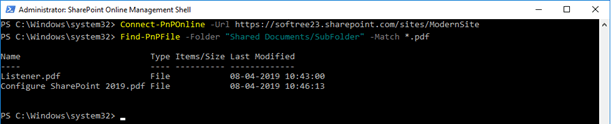 Administrator: SharePoint Online Management Shell
PS C:\Windows\system32> Connect-PnPOnline -Url https://softree23.sharepoint.com/sites/ModernSite
PS C:\Windows\system32> Find-PnPFile -Folder "Shared Documents/SubFolder" -Match *.pdf
Name Type Items/Size Last Modified
---- ---- ---------- -------------
Listener.pdf File 08-04-2019 10:43:00
Configure SharePoint 2019.pdf File 08-04-2019 10:46:13
PS C:\Windows\system32> _